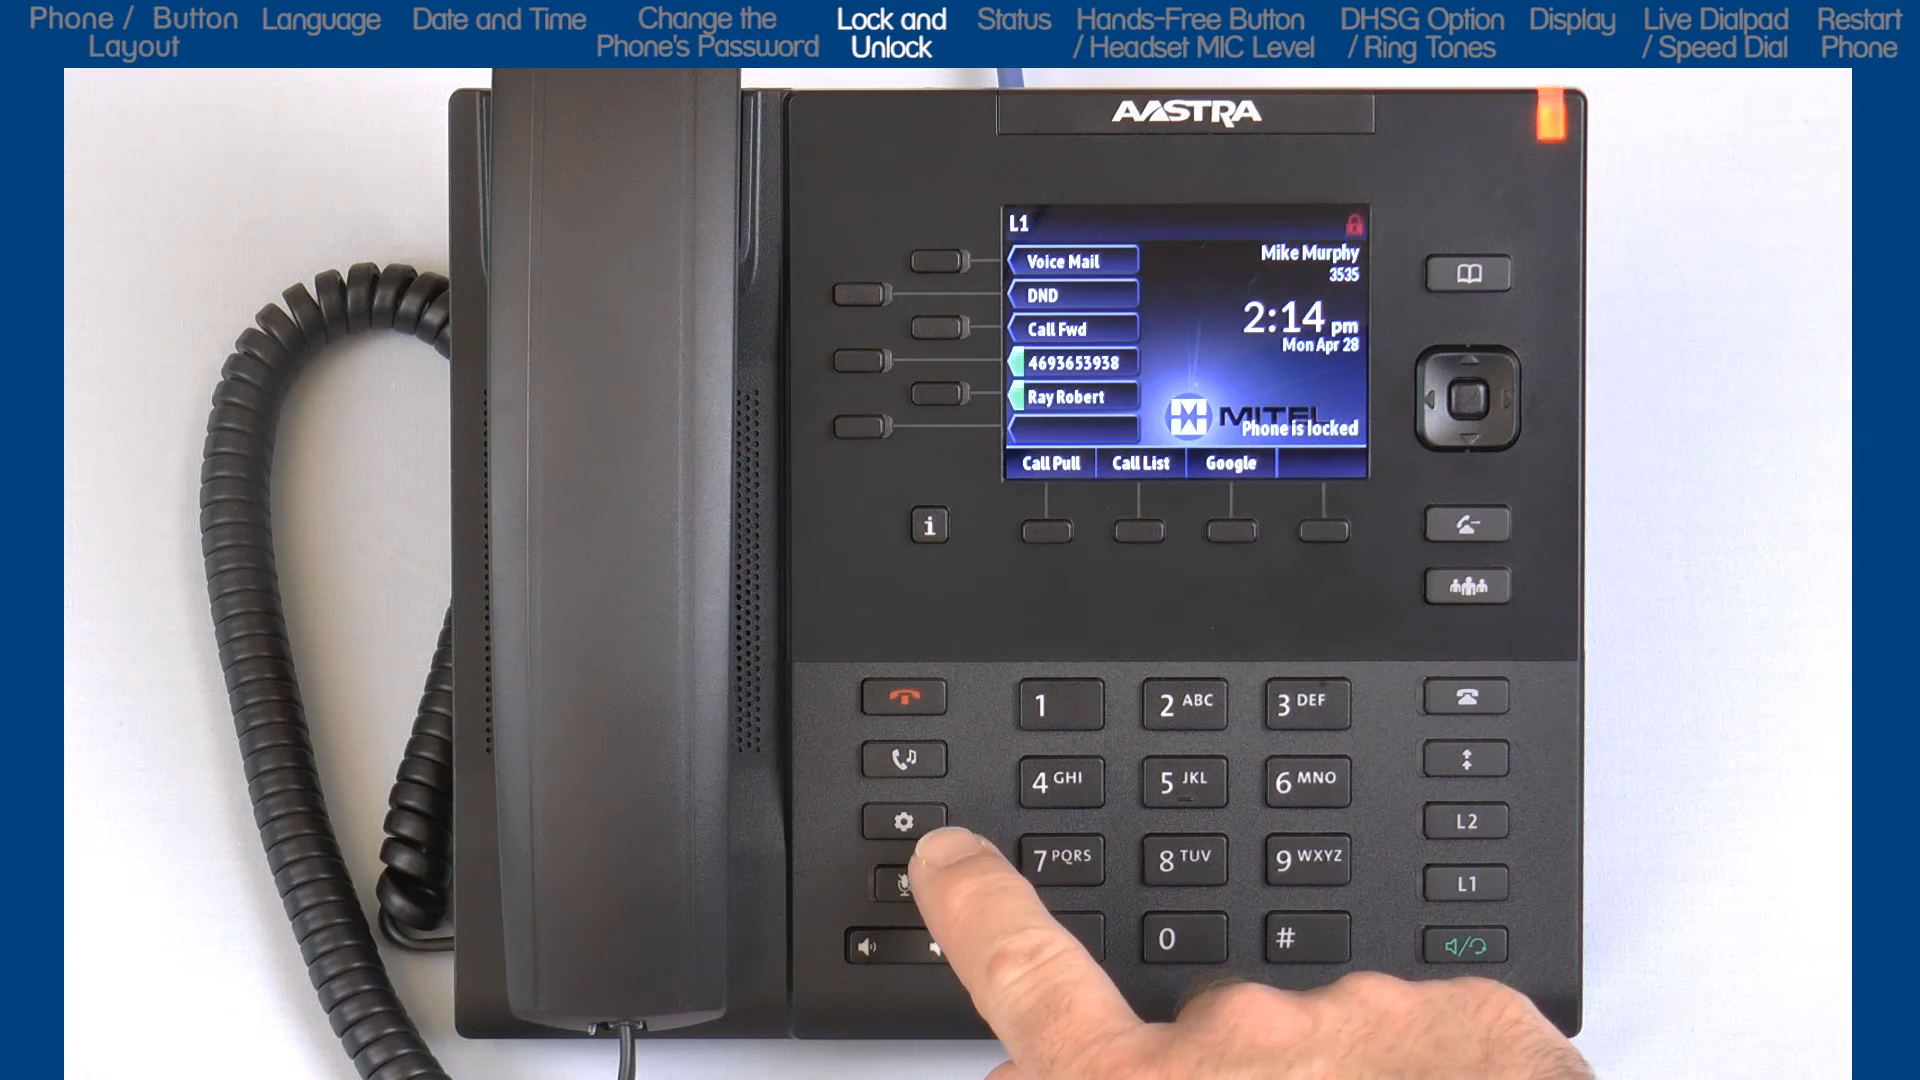 Phone / Button
Layout
Language
Date and Time
Change the
Phone's Password
Lock and
Unlock
Status
Hands-Free Button
/ Headset MIC Level
DHSG Option
/ Ring Tones
Display
Live Dialpad
/ Speed Dial
Restart
Phone
AASTRA
L1
Voice Mail
DND
Call Fwd
4693653938
Ray Robert
Mike Murphy
3535
2:14 pm
Mon Apr 28
MITEL
Phone is locked
Call Pull
Call List
Google
i
1
2 ABC
3 DEF
4 GHI
5 JKL
6 MNO
7 PQRS
8 TUV
9 WXYZ
0
#
L2
L1